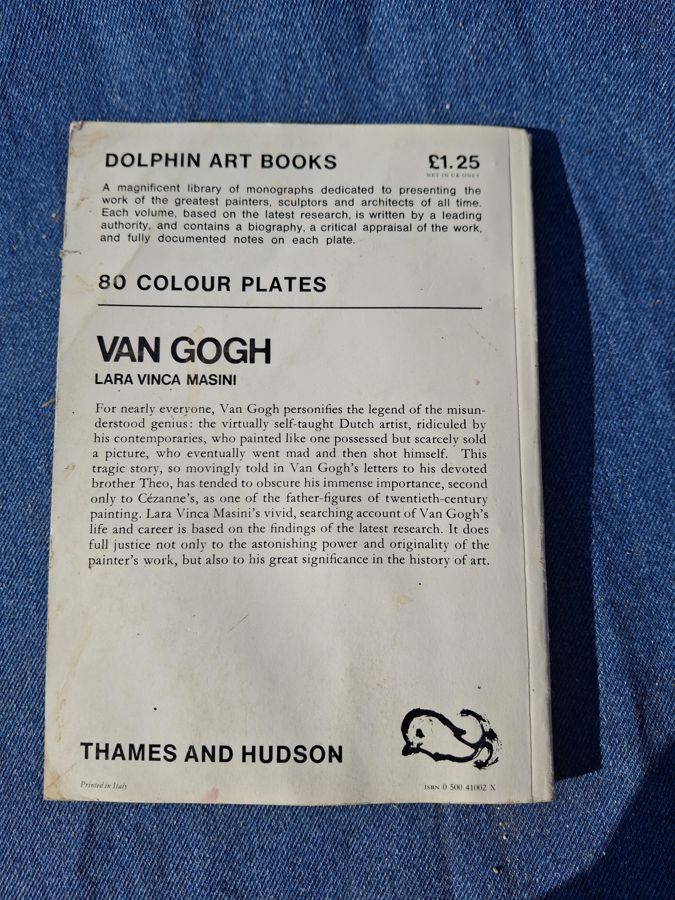 DOLPHIN ART BOOKS £1.25
NET IN UK ONLY
A magnificent library of monographs dedicated to presenting the
work of the greatest painters, sculptors and architects of all time.
Each volume, based on the latest research, is written by a leading
authority, and contains a biography, a critical appraisal of the work,
and fully documented notes on each plate.
80 COLOUR PLATES
VAN GOGH
LARA VINCA MASINI
For nearly everyone, Van Gogh personifies the legend of the misun-
derstood genius: the virtually self-taught Dutch artist, ridiculed by
his contemporaries, who painted like one possessed but scarcely sold
a picture, who eventually went mad and then shot himself. This
tragic story, so movingly told in Van Gogh's letters to his devoted
brother Theo, has tended to obscure his immense importance, second
only to Cézanne's, as one of the father-figures of twentieth-century
painting. Lara Vinca Masini's vivid, searching account of Van Gogh's
life and career is based on the findings of the latest research. It does
full justice not only to the astonishing power and originality of the
painter's work, but also to his great significance in the history of art.
THAMES AND HUDSON
Printed in Italy ISBN 0 500 41002 X